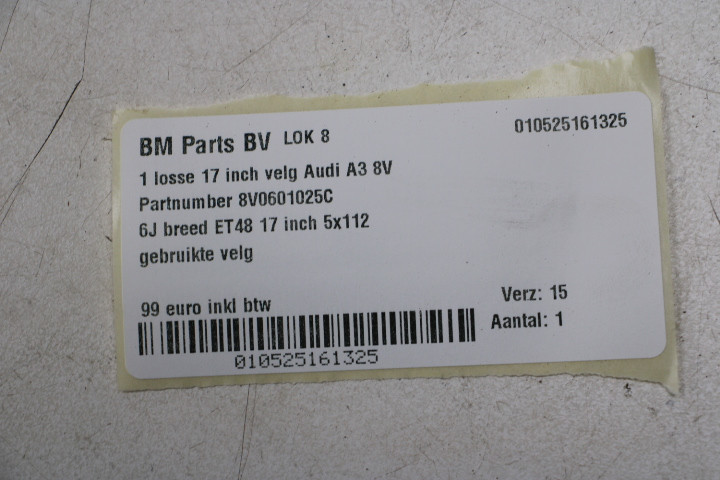 BM Parts BV LOK 8 010525161325
1 losse 17 inch velg Audi A3 8V
Partnumber 8V0601025C
6J breed ET48 17 inch 5x112
gebruikte velg
99 euro inkl btw
Verz: 15
Aantal: 1
010525161325